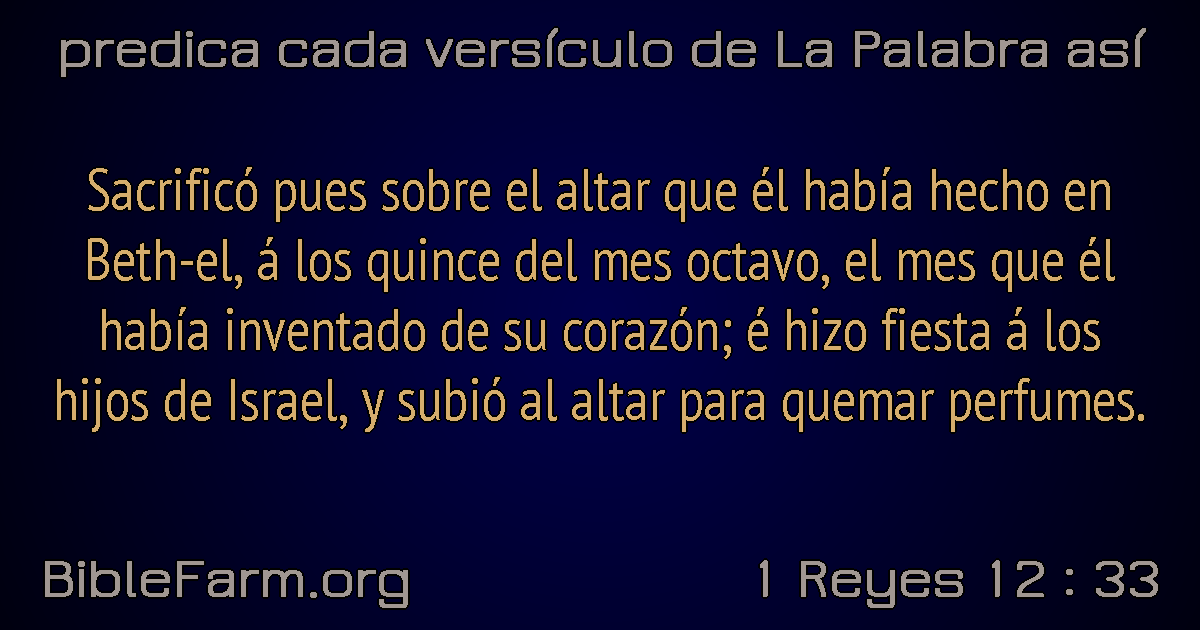 predica cada versículo de La Palabra así
Sacrificó pues sobre el altar que él había hecho en
Beth-el, á los quince del mes octavo, el mes que él
había inventado de su corazón; é hizo fiesta á los
hijos de Israel, y subió al altar para quemar perfumes.
BibleFarm.org
1 Reyes 12 : 33